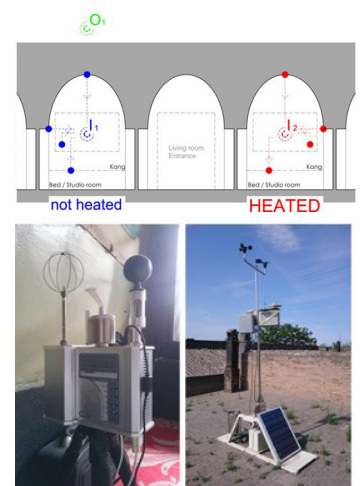 O1
I1
I2
Living room
Entrance
Kang
Kang
Bed / Studio room
Bed / Studio room
not heated
HEATED